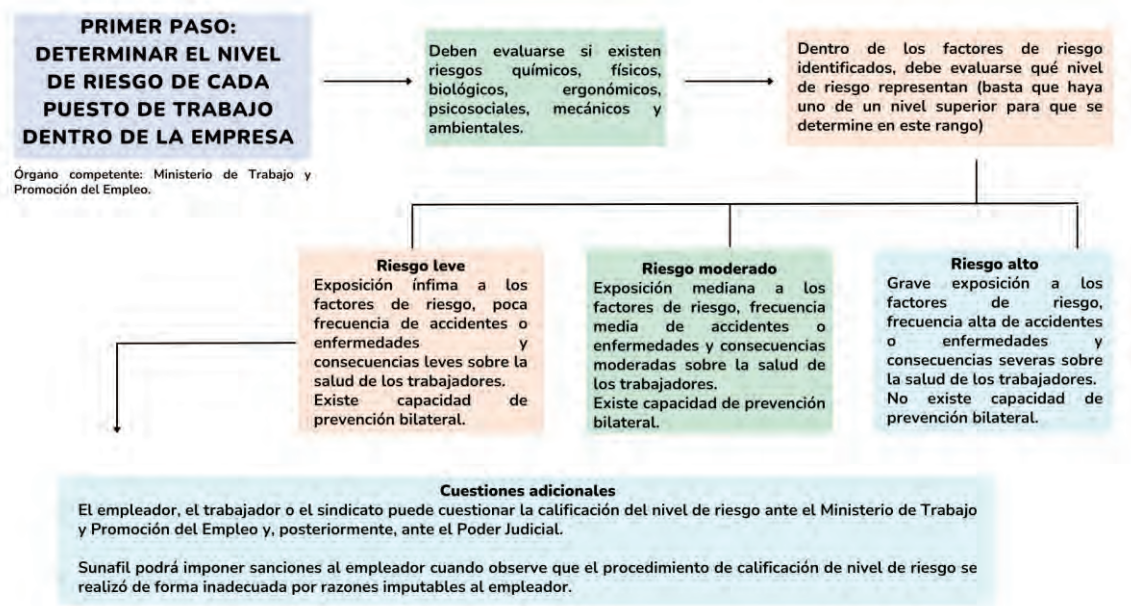 PRIMER PASO:
DETERMINAR EL NIVEL
DE RIESGO DE CADA
PUESTO DE TRABAJO
DENTRO DE LA EMPRESA
Órgano competente: Ministerio de Trabajo y
Promoción del Empleo.
Deben evaluarse si existen
riesgos químicos, físicos,
biológicos, ergonómicos,
psicosociales, mecánicos y
ambientales.
Dentro de los factores de riesgo
identificados, debe evaluarse qué nivel
de riesgo representan (basta que haya
uno de un nivel superior para que se
determine en este rango)
Riesgo leve
Exposición ínfima a los
factores de riesgo, poca
frecuencia de accidentes o
enfermedades y
consecuencias leves sobre la
salud de los trabajadores.
Existe capacidad de
prevención bilateral.
Riesgo moderado
Exposición mediana a los
factores de riesgo, frecuencia
media de accidentes o
enfermedades y consecuencias
moderadas sobre la salud de
los trabajadores.
Existe capacidad de prevención
bilateral.
Riesgo alto
Grave exposición a los
factores de riesgo,
frecuencia alta de accidentes
o enfermedades y
consecuencias severas sobre
la salud de los trabajadores.
No existe capacidad de
prevención bilateral.
Cuestiones adicionales
El empleador, el trabajador o el sindicato puede cuestionar la calificación del nivel de riesgo ante el Ministerio de Trabajo
y Promoción del Empleo y, posteriormente, ante el Poder Judicial.
Sunafil podrá imponer sanciones al empleador cuando observe que el procedimiento de calificación de nivel de riesgo se
realizó de forma inadecuada por razones imputables al empleador.